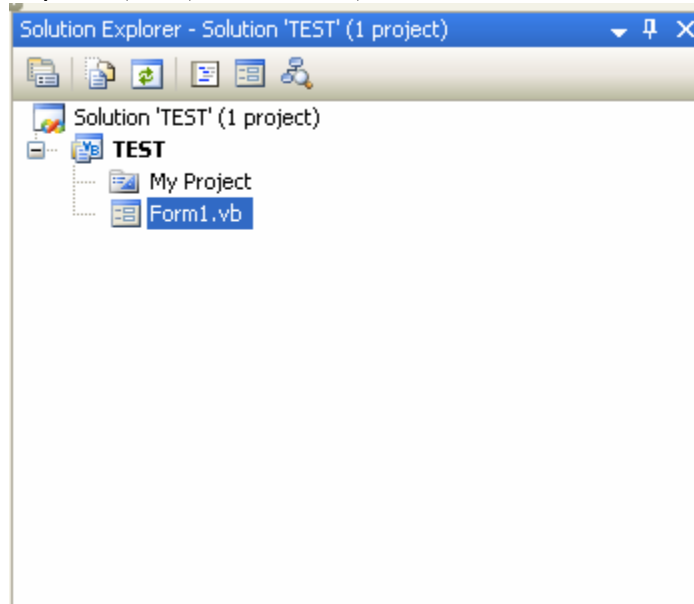 Solution Explorer - Solution 'TEST' (1 project)
Solution 'TEST' (1 project)
TEST
My Project
Form1.vb